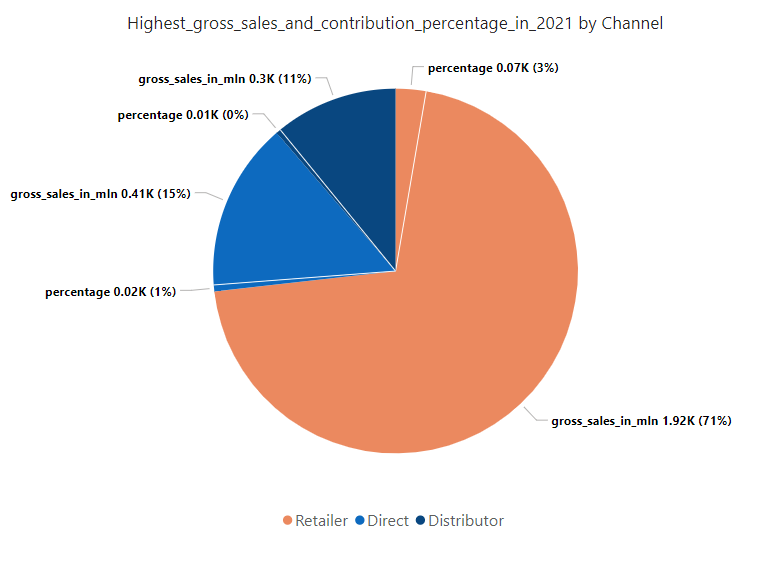 Highest_gross_sales_and_contribution_percentage_in_2021 by Channel
percentage 0.07K (3%)
gross_sales_in_mln 0.3K (11%)
percentage 0.01K (0%)
gross_sales_in_mln 0.41K (15%)
percentage 0.02K (1%)
gross_sales_in_mln 1.92K (71%)
Retailer Direct Distributor